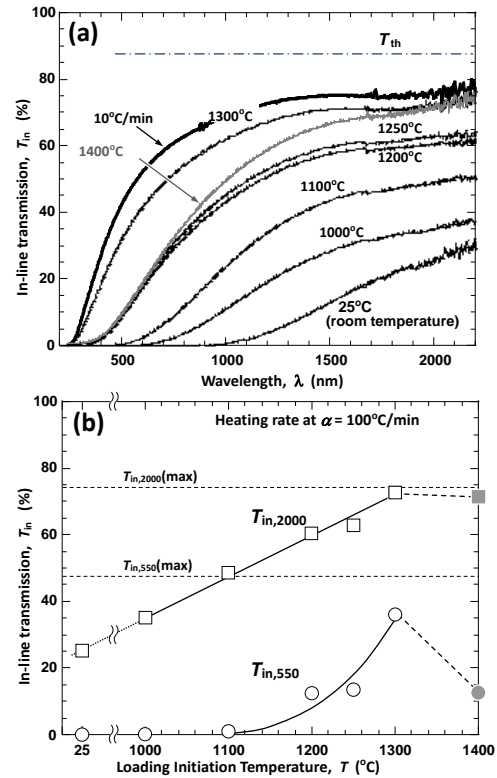 (a)
T_th
100
80
60
40
20
0
In-line transmission, T_in (%)
10°C/min
1300°C
1400°C
1250°C
1200°C
1100°C
1000°C
25°C
(room temperature)
500 1000 1500 2000
Wavelength, λ (nm)
(b)
Heating rate at α = 100°C/min
100
80
60
40
20
0
In-line transmission, T_in (%)
T_in,2000(max)
T_in,2000
T_in,550(max)
T_in,550
25 1000 1100 1200 1300 1400
Loading Initiation Temperature, T (°C)